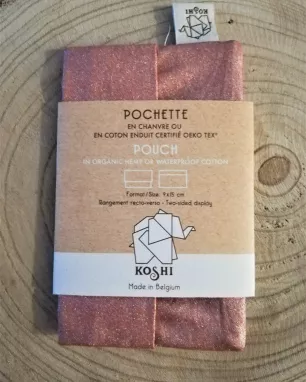 KOSHI
POCHETTE
EN CHANVRE OU
EN COTON ENDUIT CERTIFIÉ OEKO TEX®
POUCH
IN ORGANIC HEMP OR WATERPROOF COTTON
Format/Size: 9x15 cm
Rangement recto-verso - Two-sided display
KOSHI
Made in Belgium